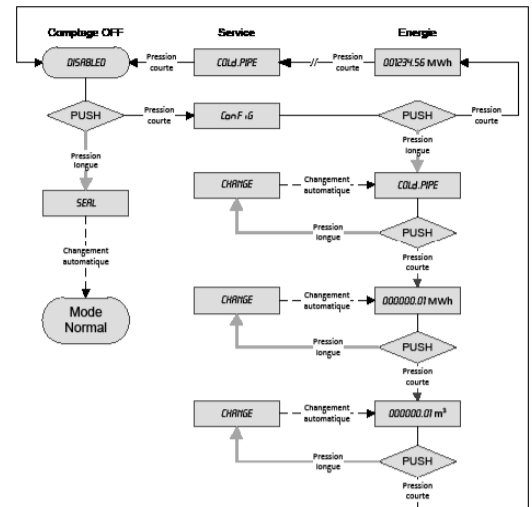 Comptage OFF
Service
Energie
DISABLED
Pression
courte
COLd.PIPE
//
Pression
courte
001234.56 MWh
PUSH
Pression
courte
ConFiG
PUSH
Pression
courte
Pression
longue
Pression
longue
SEAL
CHANGE
Changement
automatique
COLd.PIPE
Changement
automatique
Pression
longue
PUSH
Mode
Normal
Pression
courte
CHANGE
Changement
automatique
000000.01 MWh
Pression
longue
PUSH
Pression
courte
CHANGE
Changement
automatique
000000.01 m³
Pression
longue
PUSH
Pression
courte